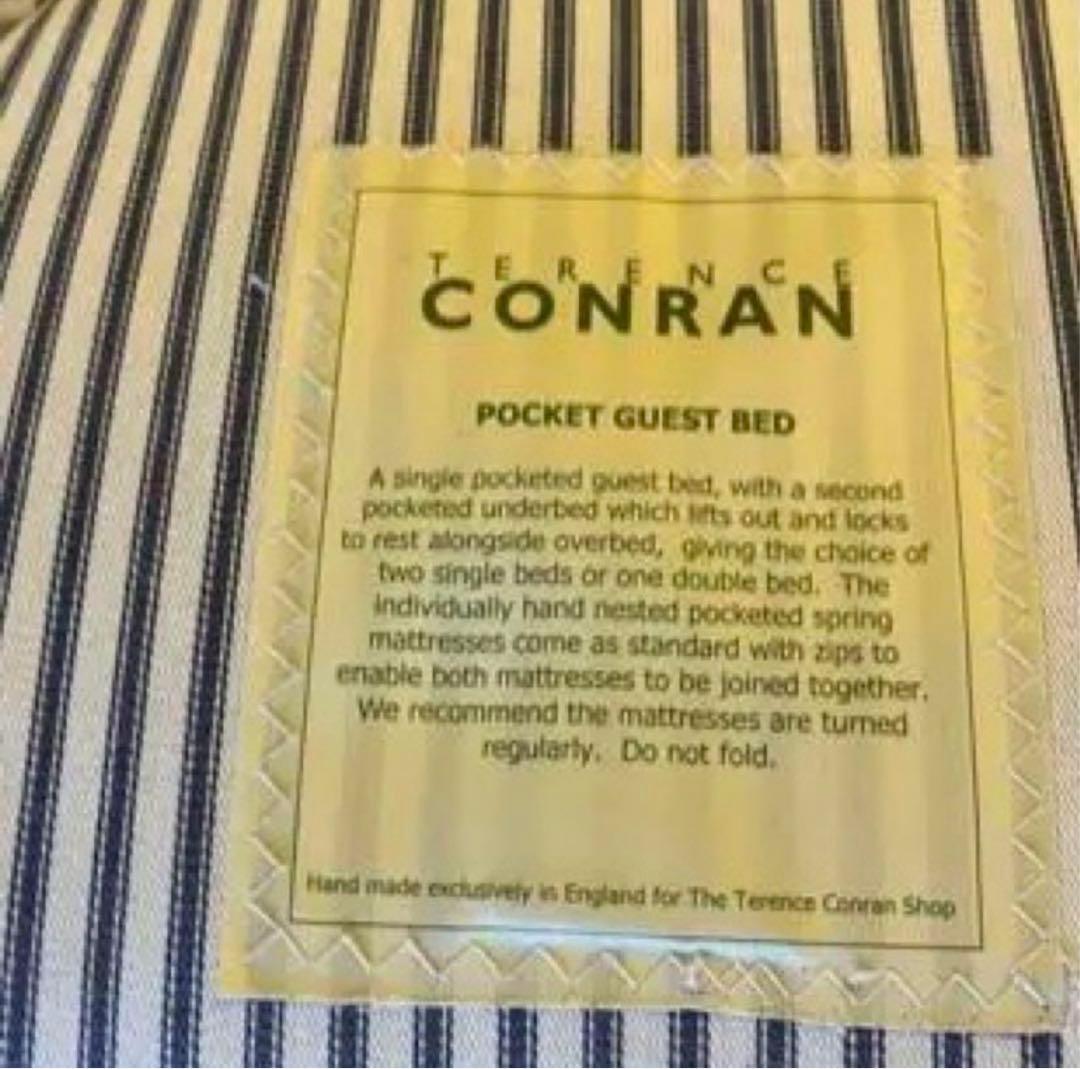 TERENCE
CONRAN
POCKET GUEST BED
A single pocketed guest bed, with a second
pocketed underbed which lifts out and locks
to rest alongside overbed, giving the choice of
two single beds or one double bed. The
individually hand nested pocketed spring
mattresses come as standard with zips to
enable both mattresses to be joined together.
We recommend the mattresses are turned
regularly. Do not fold.
Hand made exclusively in England for The Terence Conran Shop